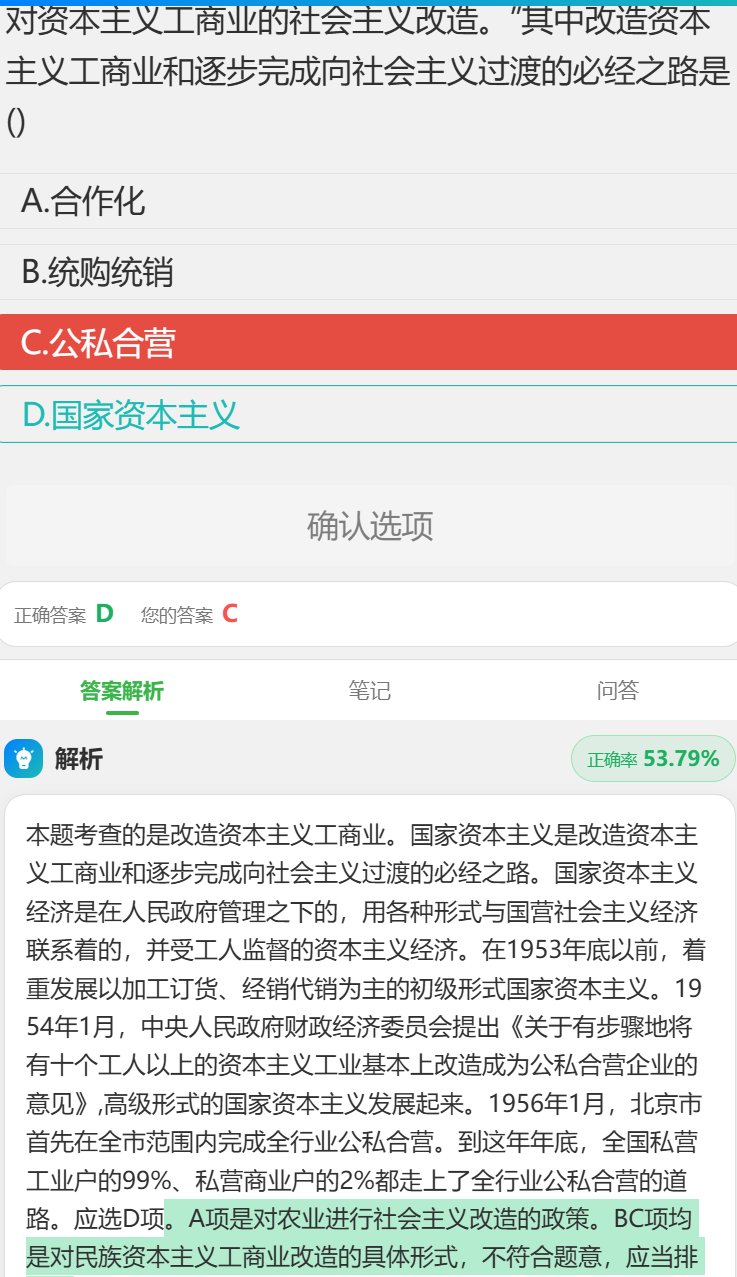 对资本主义工商业的社会主义改造。”其中改造资本
主义工商业和逐步完成向社会主义过渡的必经之路是
()
A.合作化
B.统购统销
C.公私合营
D.国家资本主义
确认选项
正确答案 D 您的答案 C
答案解析 笔记 问答
解析 正确率 53.79%
本题考查的是改造资本主义工商业。国家资本主义是改造资本主
义工商业和逐步完成向社会主义过渡的必经之路。国家资本主义
经济是在人民政府管理之下的，用各种形式与国营社会主义经济
联系着的，并受工人监督的资本主义经济。在1953年底以前，着
重发展以加工订货、经销代销为主的初级形式国家资本主义。19
54年1月，中央人民政府财政经济委员会提出《关于有步骤地将
有十个工人以上的资本主义工业基本上改造成为公私合营企业的
意见》,高级形式的国家资本主义发展起来。1956年1月，北京市
首先在全市范围内完成全行业公私合营。到这年年底，全国私营
工业户的99%、私营商业户的2%都走上了全行业公私合营的道
路。应选D项。A项是对农业进行社会主义改造的政策。BC项均
是对民族资本主义工商业改造的具体形式，不符合题意，应当排